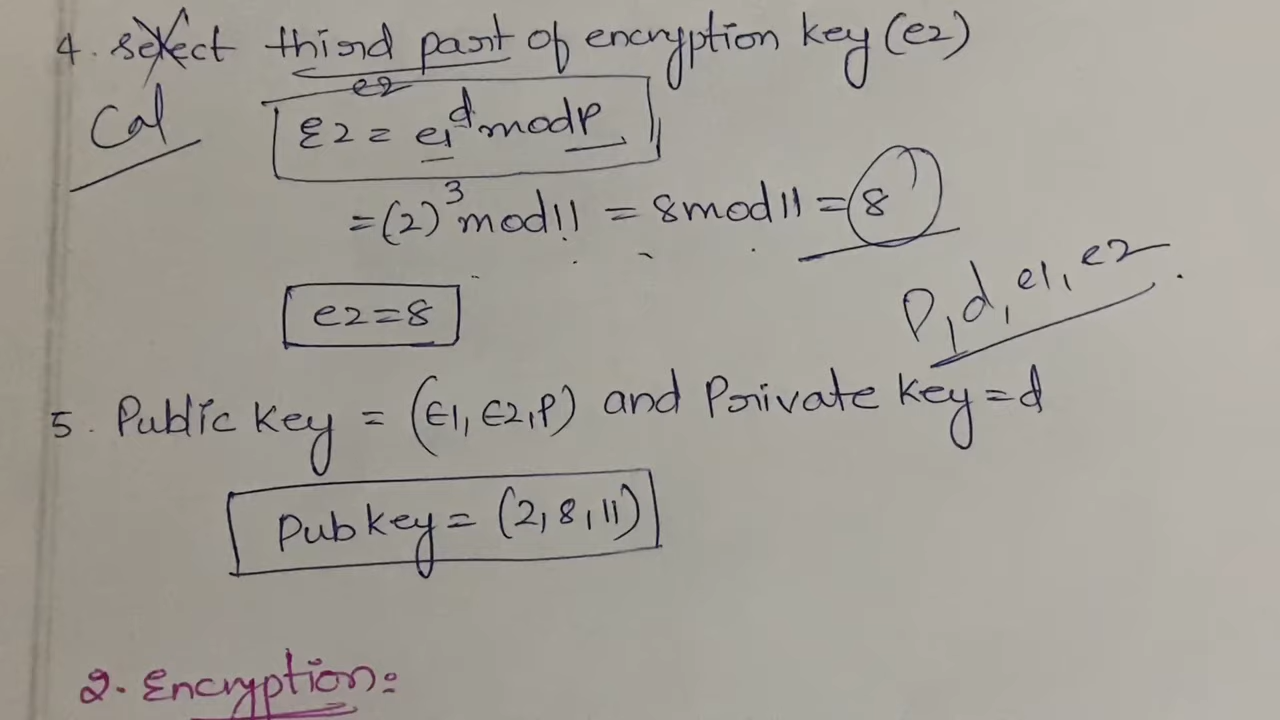 4. select third part of encryption key (e2)
Cal
e2
E2 = e1^d mod P
= (2)^3 mod 11 = 8 mod 11 = 8
e2 = 8
P, d, e1, e2
5. Public key = (E1, E2, P) and Private key = d
Pub key = (2, 8, 11)
2. Encryption: